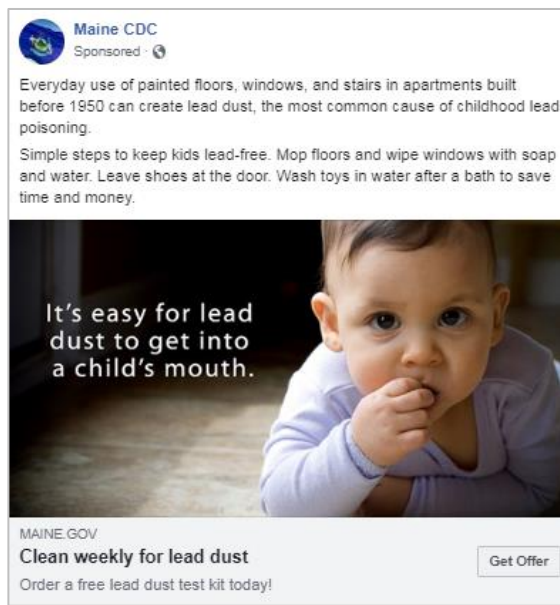 Maine CDC
Sponsored ·
Everyday use of painted floors, windows, and stairs in apartments built
before 1950 can create lead dust, the most common cause of childhood lead
poisoning.
Simple steps to keep kids lead-free. Mop floors and wipe windows with soap
and water. Leave shoes at the door. Wash toys in water after a bath to save
time and money.
It's easy for lead
dust to get into
a child's mouth.
MAINE.GOV
Clean weekly for lead dust
Get Offer
Order a free lead dust test kit today!